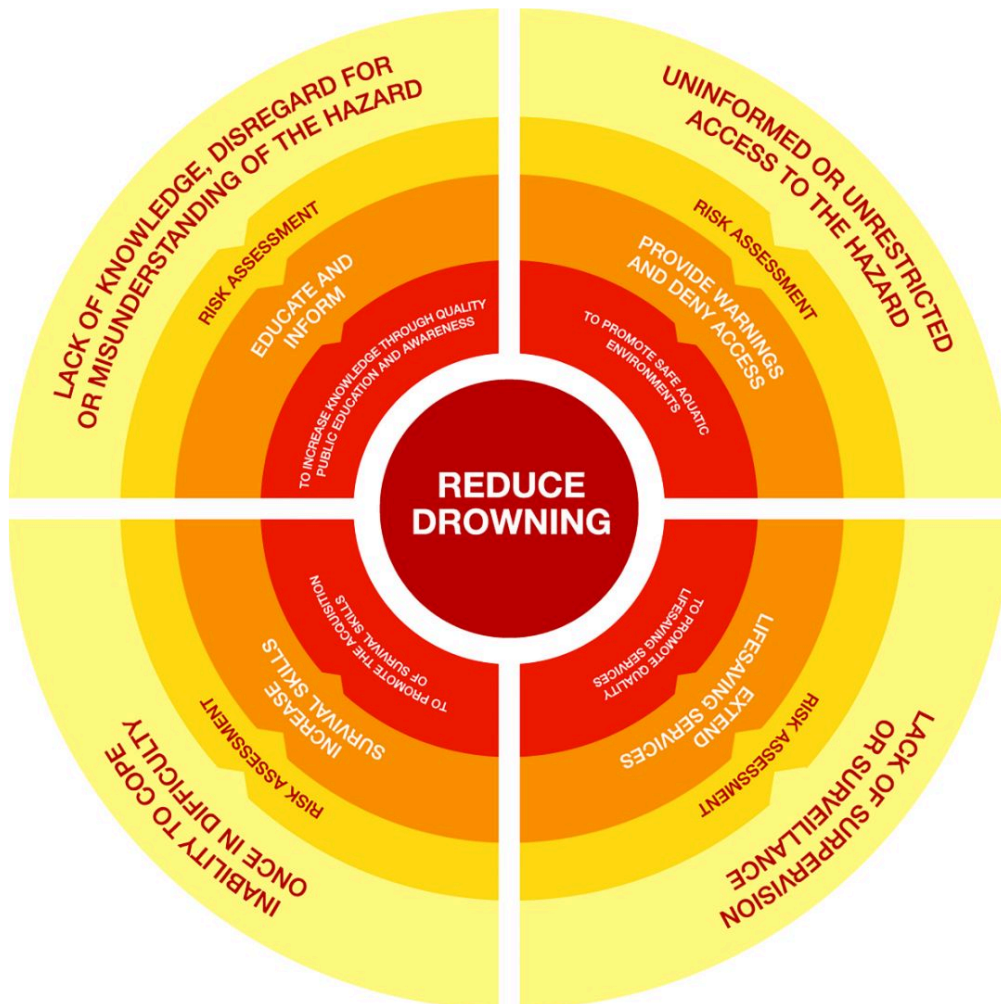 LACK OF KNOWLEDGE, DISREGARD FOR
OR MISUNDERSTANDING OF THE HAZARD
RISK ASSESSMENT
EDUCATE AND
INFORM
TO INCREASE KNOWLEDGE THROUGH QUALITY
PUBLIC EDUCATION AND AWARENESS
UNINFORMED OR UNRESTRICTED
ACCESS TO THE HAZARD
RISK ASSESSMENT
PROVIDE WARNINGS
AND DENY ACCESS
TO PROMOTE SAFE AQUATIC
ENVIRONMENTS
REDUCE
DROWNING
TO PROMOTE THE ACQUISITION
OF SURVIVAL SKILLS
INCREASE
SURVIVAL SKILLS
RISK ASSESSMENT
INABILITY TO COPE
ONCE IN DIFFICULTY
TO PROMOTE QUALITY
LIFESAVING SERVICES
EXTEND
LIFESAVING SERVICES
RISK ASSESSMENT
LACK OF SURPERVISION
OR SURVEILLANCE